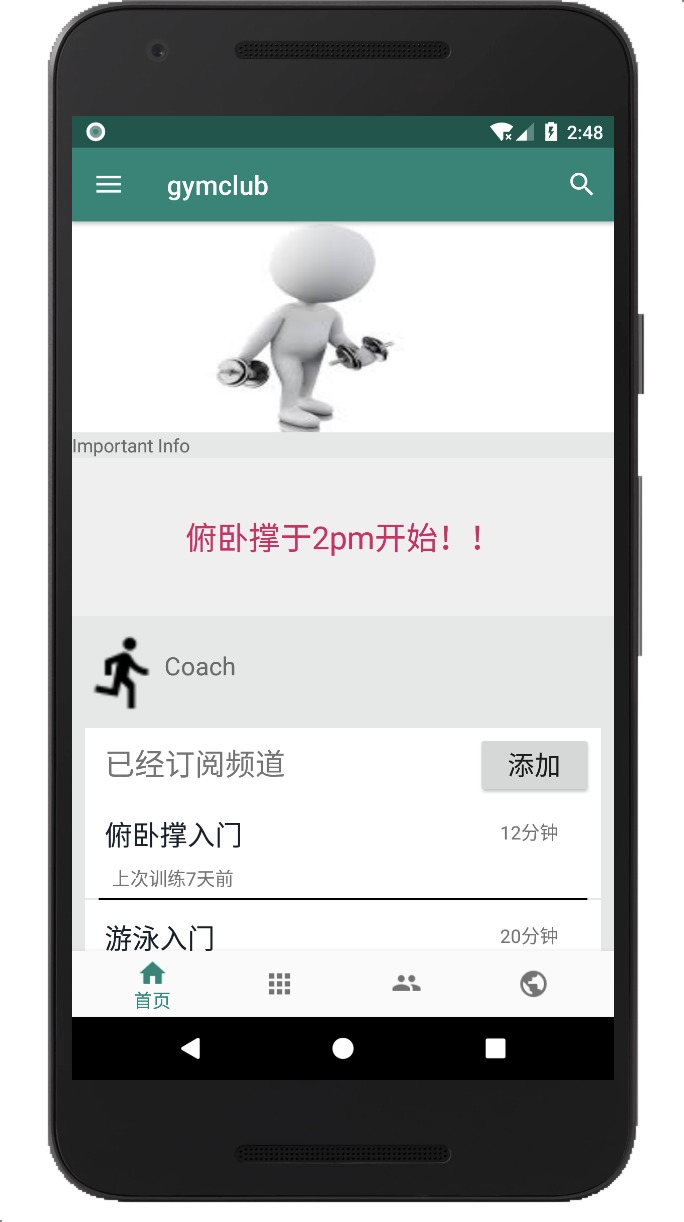 2:48
gymclub
Important Info
俯卧撑于2pm开始！！
Coach
已经订阅频道
添加
俯卧撑入门
12分钟
上次训练7天前
游泳入门
20分钟
首页